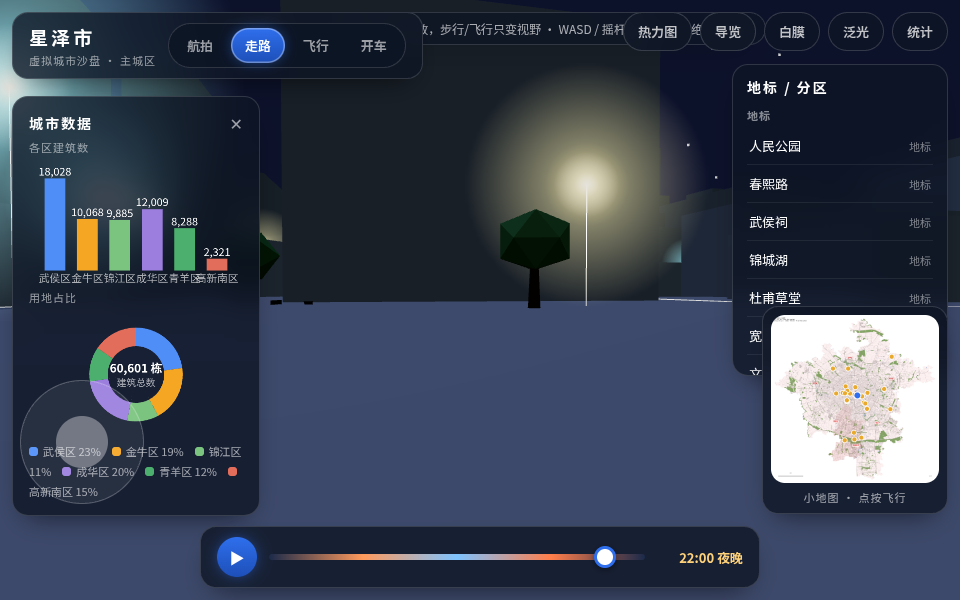 星泽市
虚拟城市沙盘 · 主城区
航拍
走路
飞行
开车
，步行/飞行只变视野 · WASD / 摇杆
热力图
导览
白膜
泛光
统计
城市数据
×
各区建筑数
18,028
10,068
9,885
12,009
8,288
2,321
武侯区
金牛区
锦江区
成华区
青羊区
高新南区
用地占比
60,601 栋
建筑总数
武侯区 23% 金牛区 19% 锦江区
11% 成华区 20% 青羊区 12%
高新南区 15%
地标 / 分区
地标
人民公园 地标
春熙路 地标
武侯祠 地标
锦城湖 地标
杜甫草堂 地标
宽
小地图 · 点按飞行
22:00 夜晚